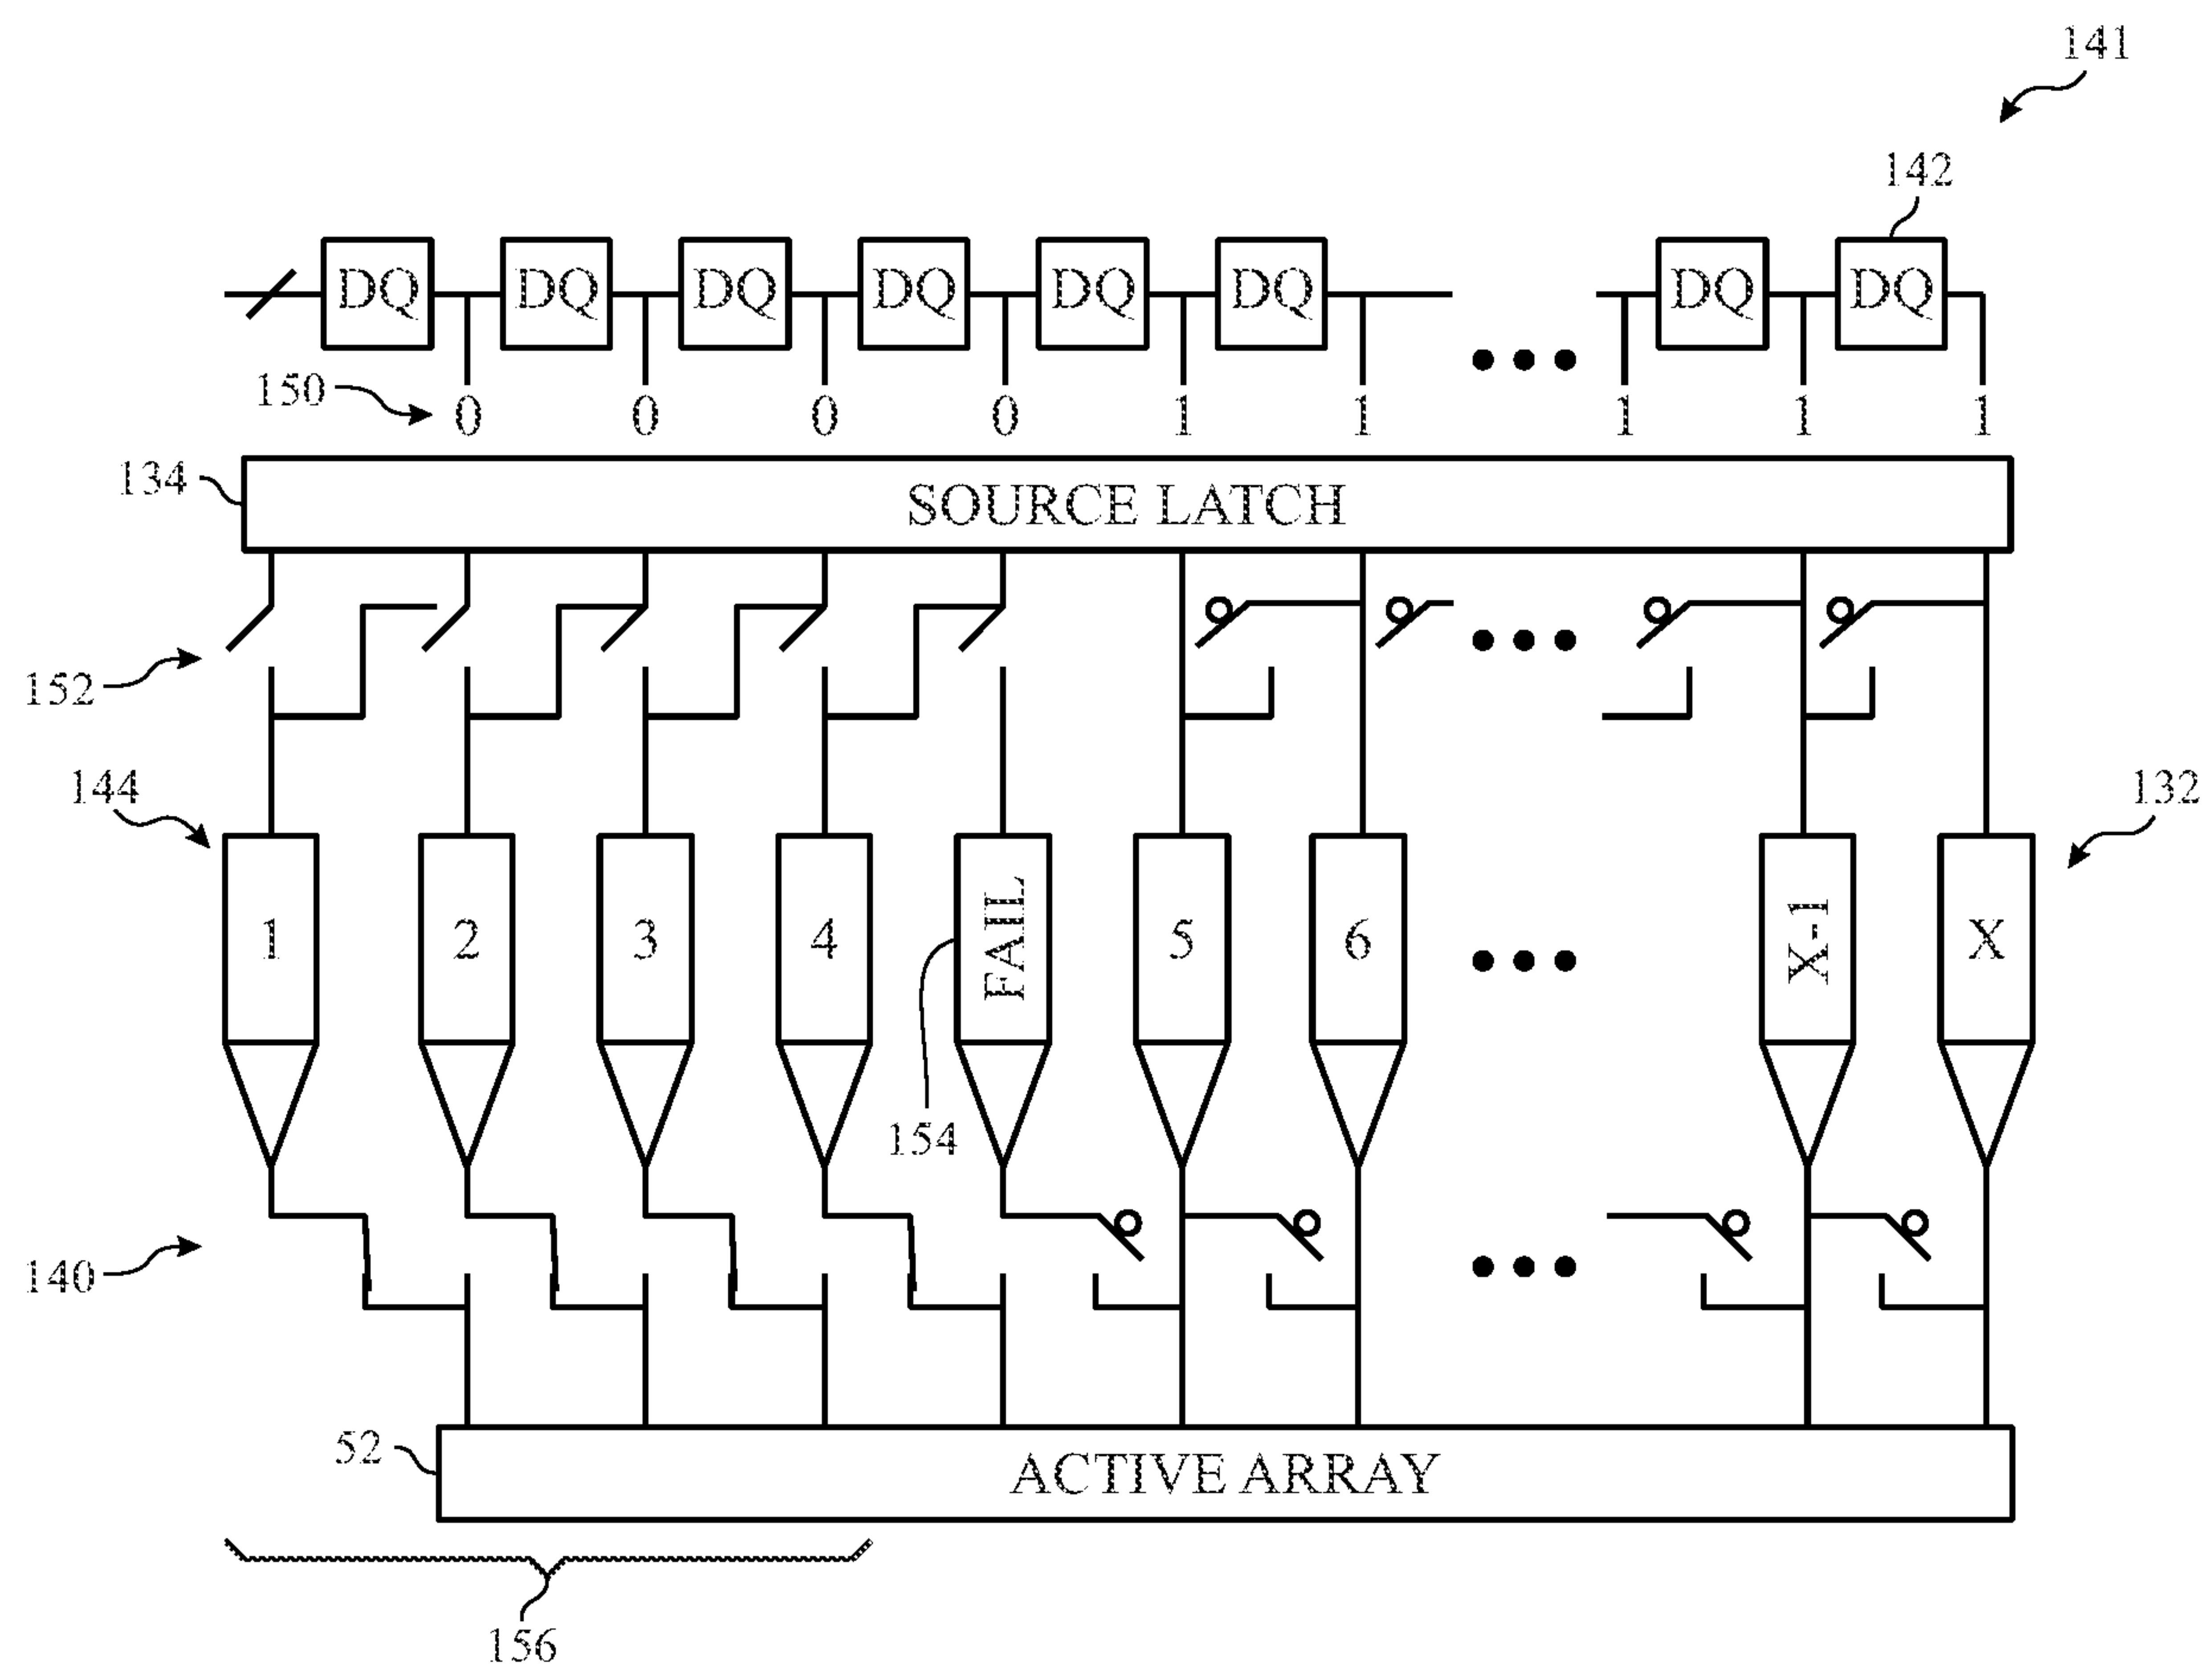 141
142
DQ DQ DQ DQ DQ DQ DQ DQ
150
0 0 0 0 1 1 1 1 1
134
SOURCE LATCH
152
144
132
1 2 3 4 FAIL 5 6 X-1 X
154
140
52
ACTIVE ARRAY
156